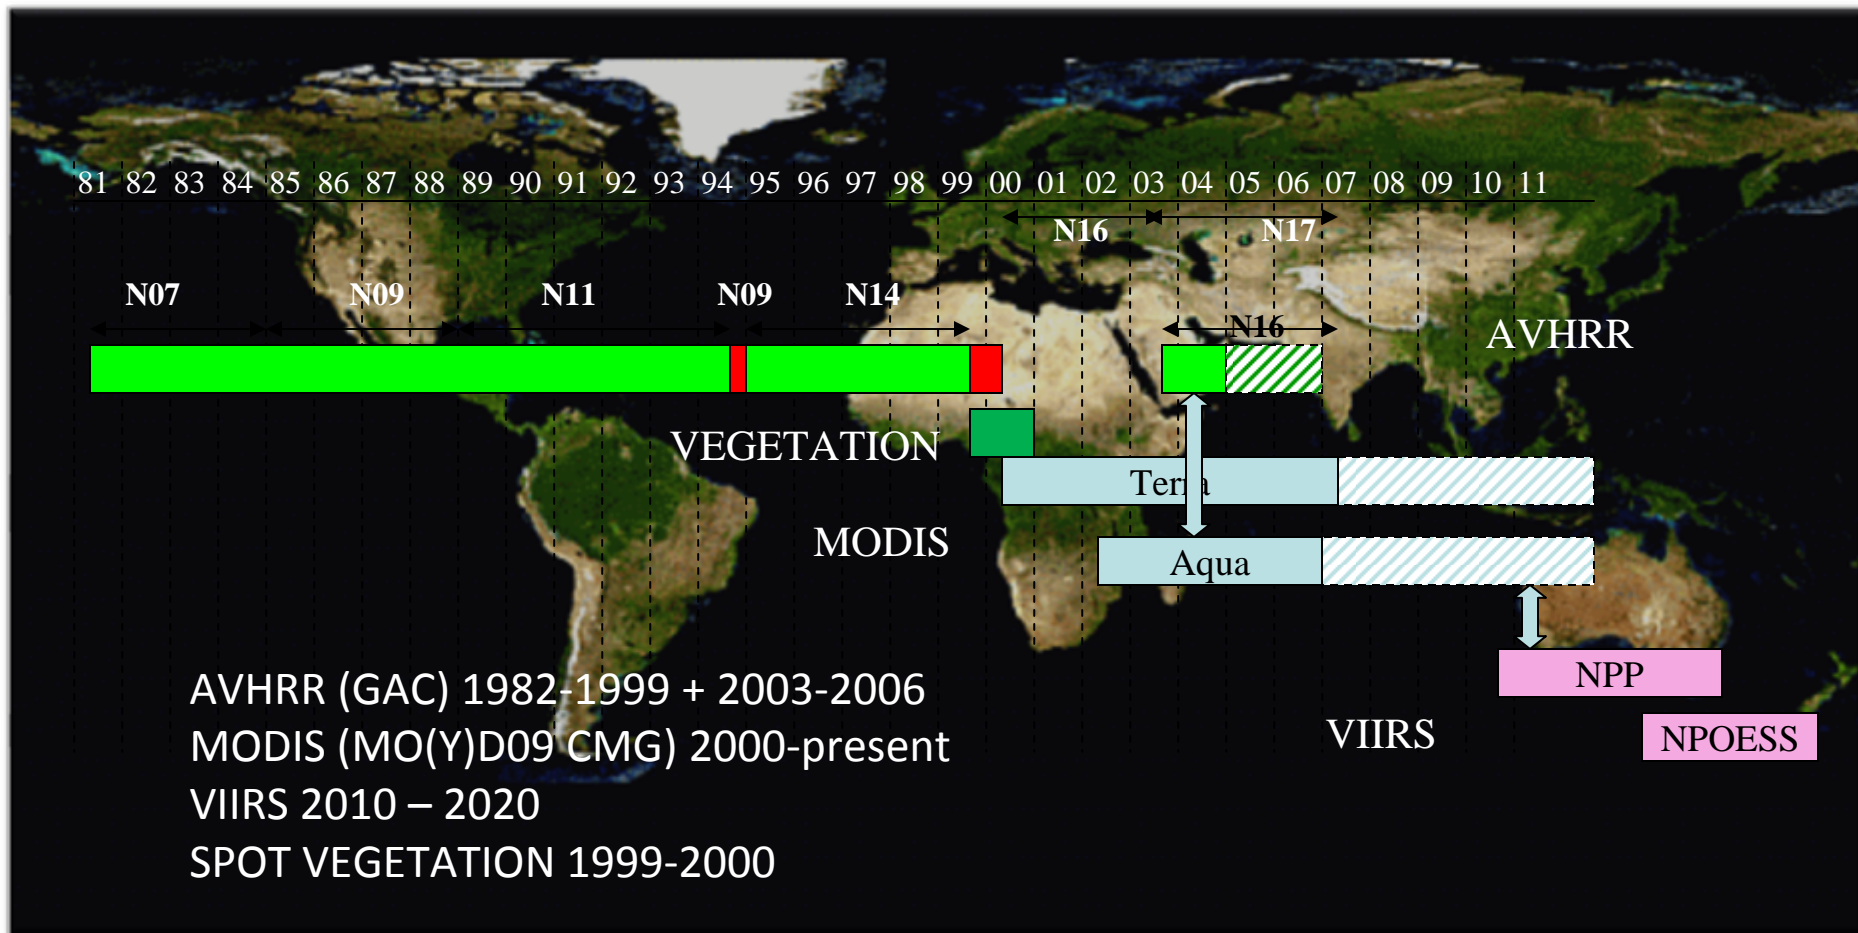 81 82 83 84 85 86 87 88 89 90 91 92 93 94 95 96 97 98 99 00 01 02 03 04 05 06 07 08 09 10 11
N16 N17
N07 N09 N11 N09 N14
N16
AVHRR
VEGETATION
Terra
MODIS
Aqua
NPP
VIIRS
NPOESS
AVHRR (GAC) 1982-1999 + 2003-2006
MODIS (MO(Y)D09 CMG) 2000-present
VIIRS 2010 – 2020
SPOT VEGETATION 1999-2000